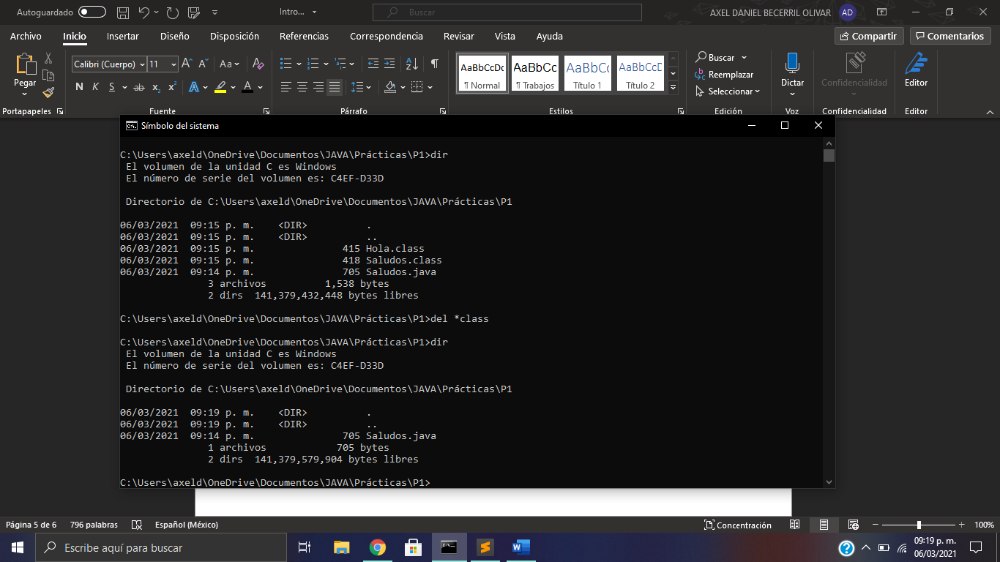 Autoguardado
Intro...
Buscar
AXEL DANIEL BECERRIL OLIVAR
AD
Archivo Inicio Insertar Diseño Disposición Referencias Correspondencia Revisar Vista Ayuda
Compartir
Comentarios
Pegar
Portapapeles
Calibri (Cuerpo)
11
A A Aa A
N K S ab x2 x2 A A
Fuente
Párrafo
AaBbCcDc AaBbCc AaBbCc AaBbCcD
¶ Normal ¶ Trabajos Título 1 Título 2
Estilos
Buscar
Reemplazar
Seleccionar
Edición
Dictar
Voz
Confidencialidad
Confidencialidad
Editor
Editor
Símbolo del sistema
C:\Users\axeld\OneDrive\Documentos\JAVA\Prácticas\P1>dir
El volumen de la unidad C es Windows
El número de serie del volumen es: C4EF-D33D
Directorio de C:\Users\axeld\OneDrive\Documentos\JAVA\Prácticas\P1
06/03/2021 09:15 p. m. <DIR> .
06/03/2021 09:15 p. m. <DIR> ..
06/03/2021 09:15 p. m. 415 Hola.class
06/03/2021 09:15 p. m. 418 Saludos.class
06/03/2021 09:14 p. m. 705 Saludos.java
3 archivos 1,538 bytes
2 dirs 141,379,432,448 bytes libres
C:\Users\axeld\OneDrive\Documentos\JAVA\Prácticas\P1>del *class
C:\Users\axeld\OneDrive\Documentos\JAVA\Prácticas\P1>dir
El volumen de la unidad C es Windows
El número de serie del volumen es: C4EF-D33D
Directorio de C:\Users\axeld\OneDrive\Documentos\JAVA\Prácticas\P1
06/03/2021 09:19 p. m. <DIR> .
06/03/2021 09:19 p. m. <DIR> ..
06/03/2021 09:14 p. m. 705 Saludos.java
1 archivos 705 bytes
2 dirs 141,379,579,904 bytes libres
C:\Users\axeld\OneDrive\Documentos\JAVA\Prácticas\P1>
Página 5 de 6 796 palabras Español (México)
Concentración
100%
Escribe aquí para buscar
09:19 p. m.
06/03/2021